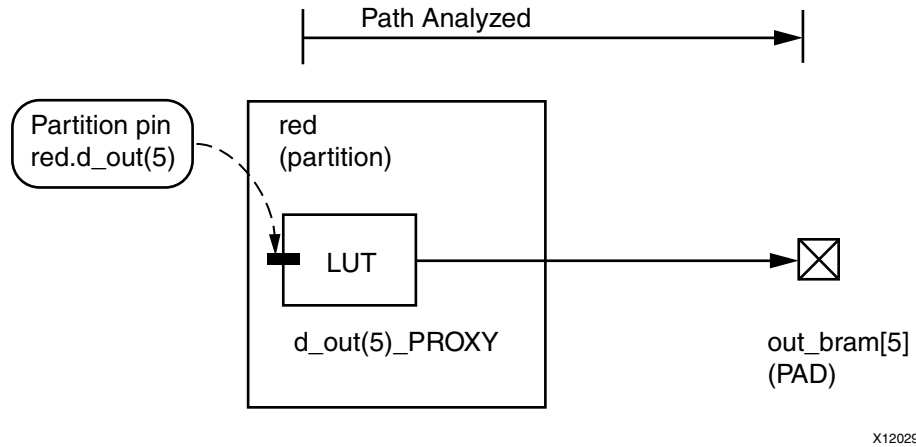 Path Analyzed
Partition pin
red.d_out(5)
red
(partition)
LUT
d_out(5)_PROXY
out_bram[5]
(PAD)
X12029